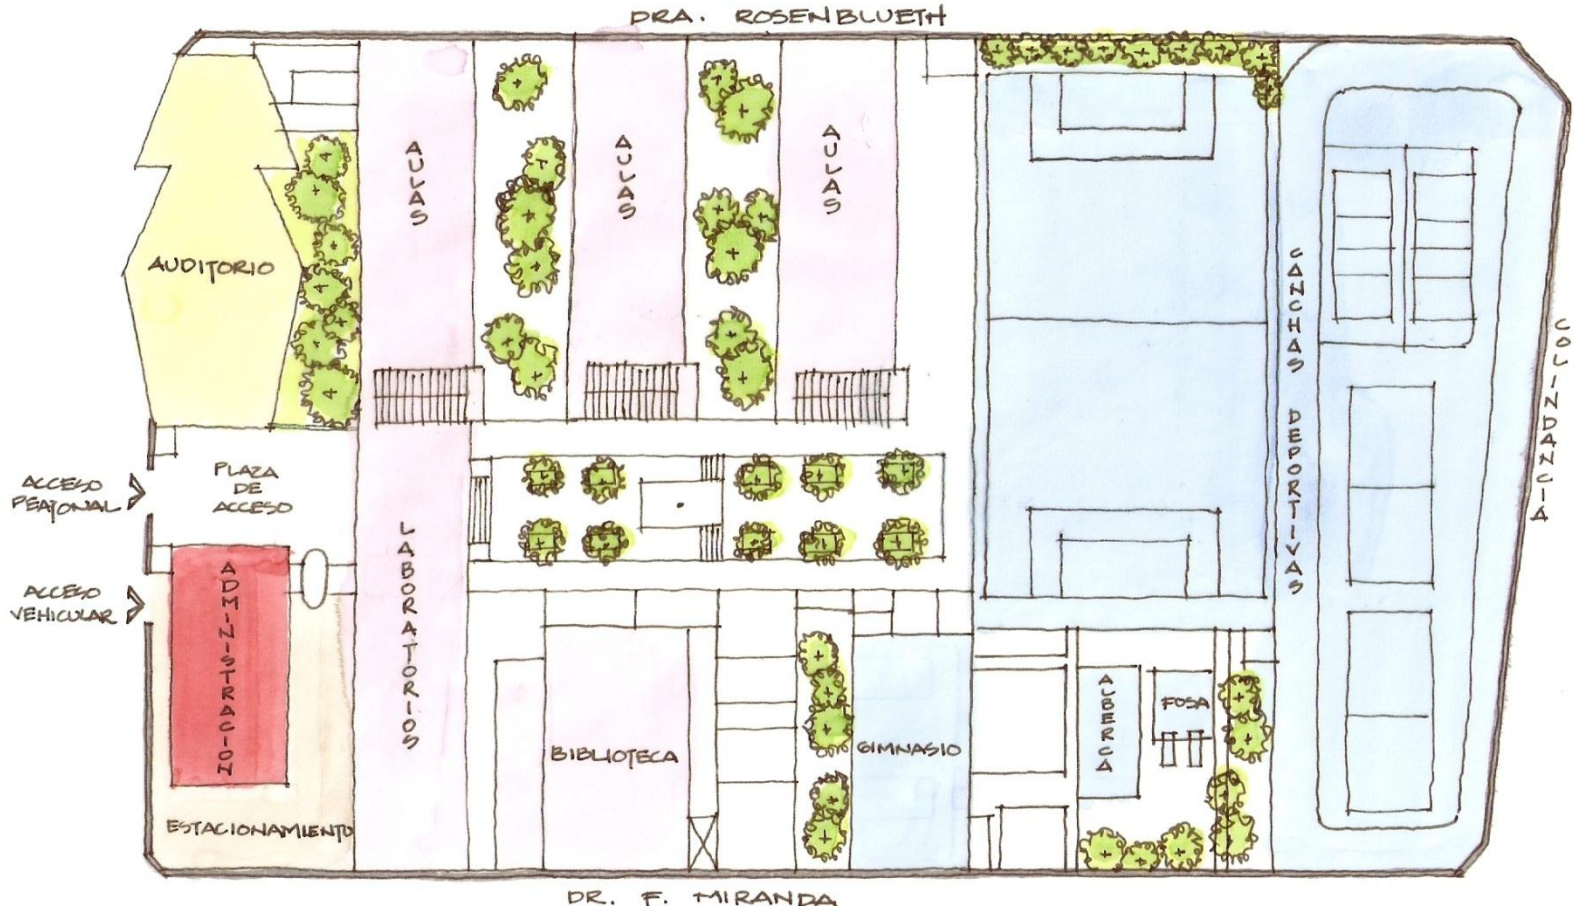 DRA. ROSENBLUETH
AULAS
AULAS
AULAS
AUDITORIO
CANCHAS DEPORTIVAS
COLINDANCIA
ACCESO
PEATONAL
PLAZA
DE
ACCESO
LABORATORIOS
ACCESO
VEHICULAR
ADMINISTRACION
ALBERCA
FOSA
BIBLIOTECA
GIMNASIO
ESTACIONAMIENTO
DR. F. MIRANDA